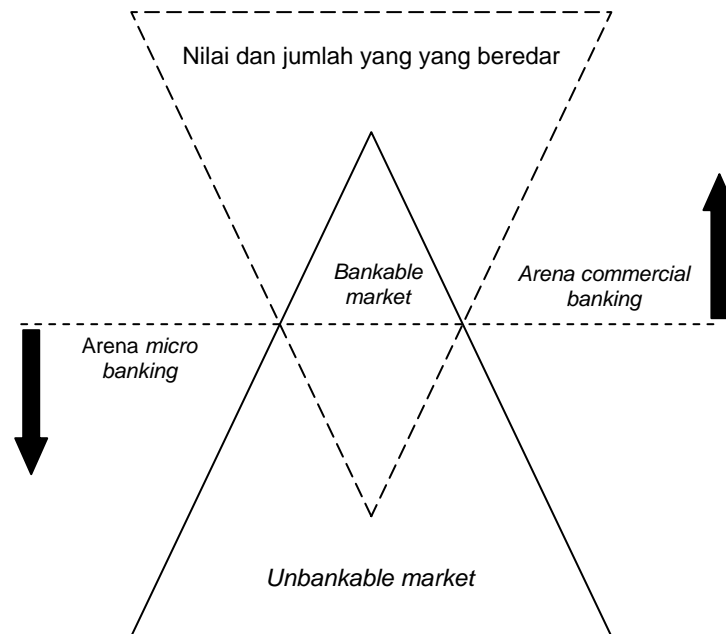 Nilai dan jumlah yang yang beredar
Bankable
market
Arena commercial
banking
Arena micro
banking
Unbankable market